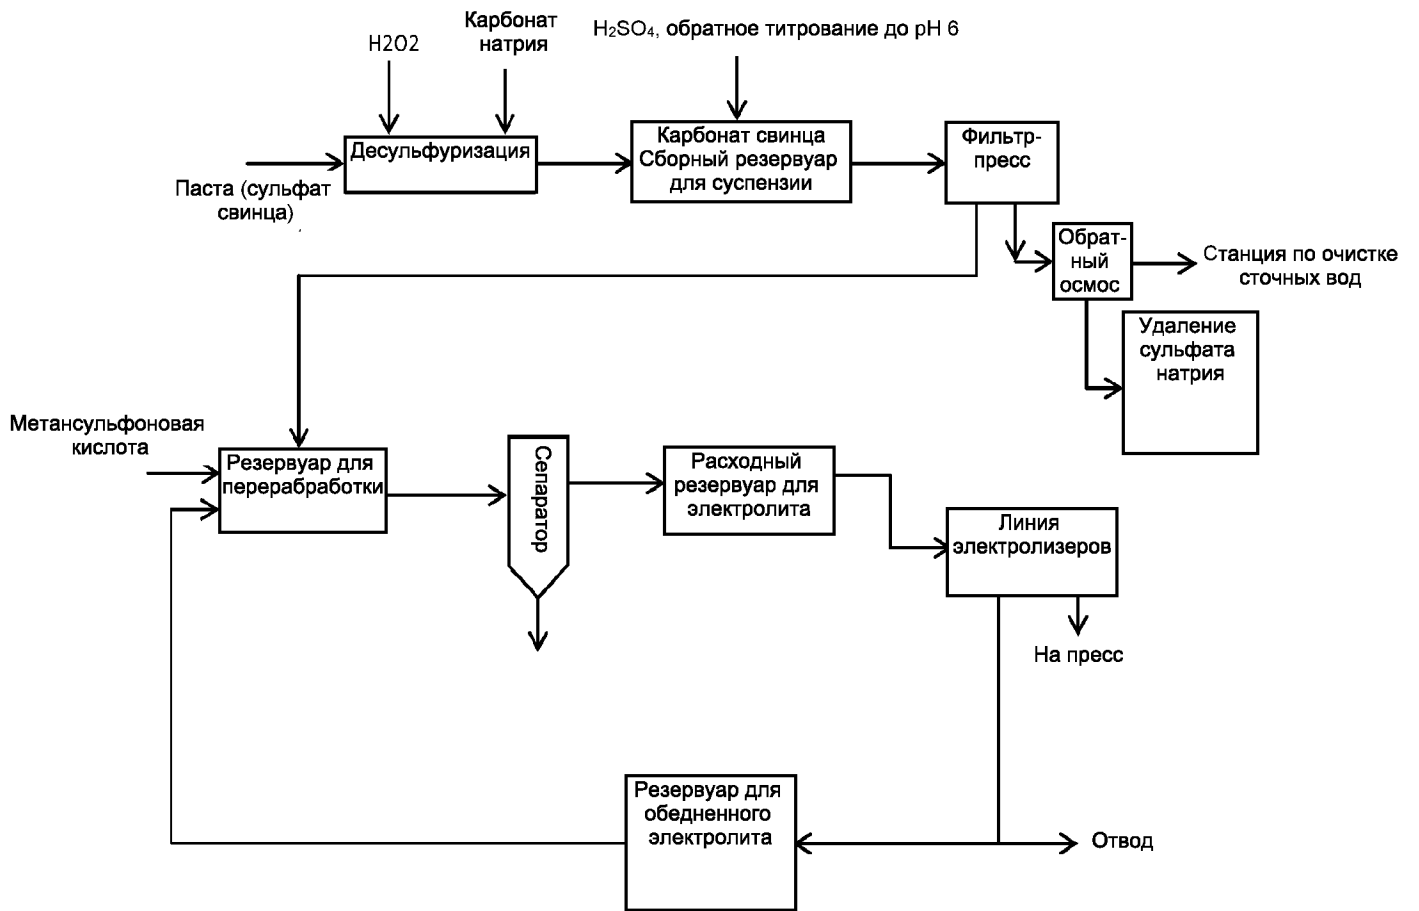 Карбонат
натрия
H2O2
H₂SO₄, обратное титрование до pH 6
Десульфуризация
Паста (сульфат
свинца)
Карбонат свинца
Сборный резервуар
для суспензии
Фильтр-
пресс
Обрат-
ный
осмос
Станция по очистке
сточных вод
Удаление
сульфата
натрия
Метансульфоновая
кислота
Резервуар для
перерабработки
Сепаратор
Расходный
резервуар для
электролита
Линия
электролизеров
На пресс
Резервуар для
обедненного
электролита
Отвод